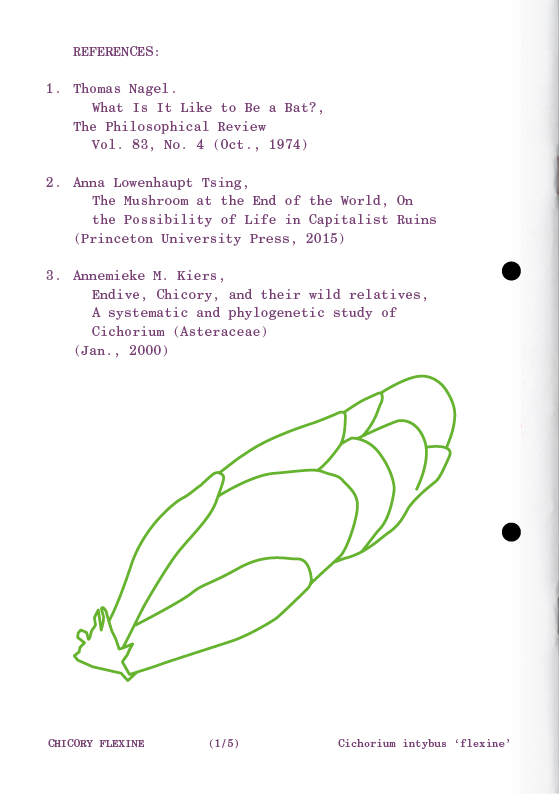 REFERENCES:
1. Thomas Nagel.
What Is It Like to Be a Bat?,
The Philosophical Review
Vol. 83, No. 4 (Oct., 1974)
2. Anna Lowenhaupt Tsing,
The Mushroom at the End of the World, On
the Possibility of Life in Capitalist Ruins
(Princeton University Press, 2015)
3. Annemieke M. Kiers,
Endive, Chicory, and their wild relatives,
A systematic and phylogenetic study of
Cichorium (Asteraceae)
(Jan., 2000)
CHICORY FLEXINE (1/5) Cichorium intybus ‘flexine’